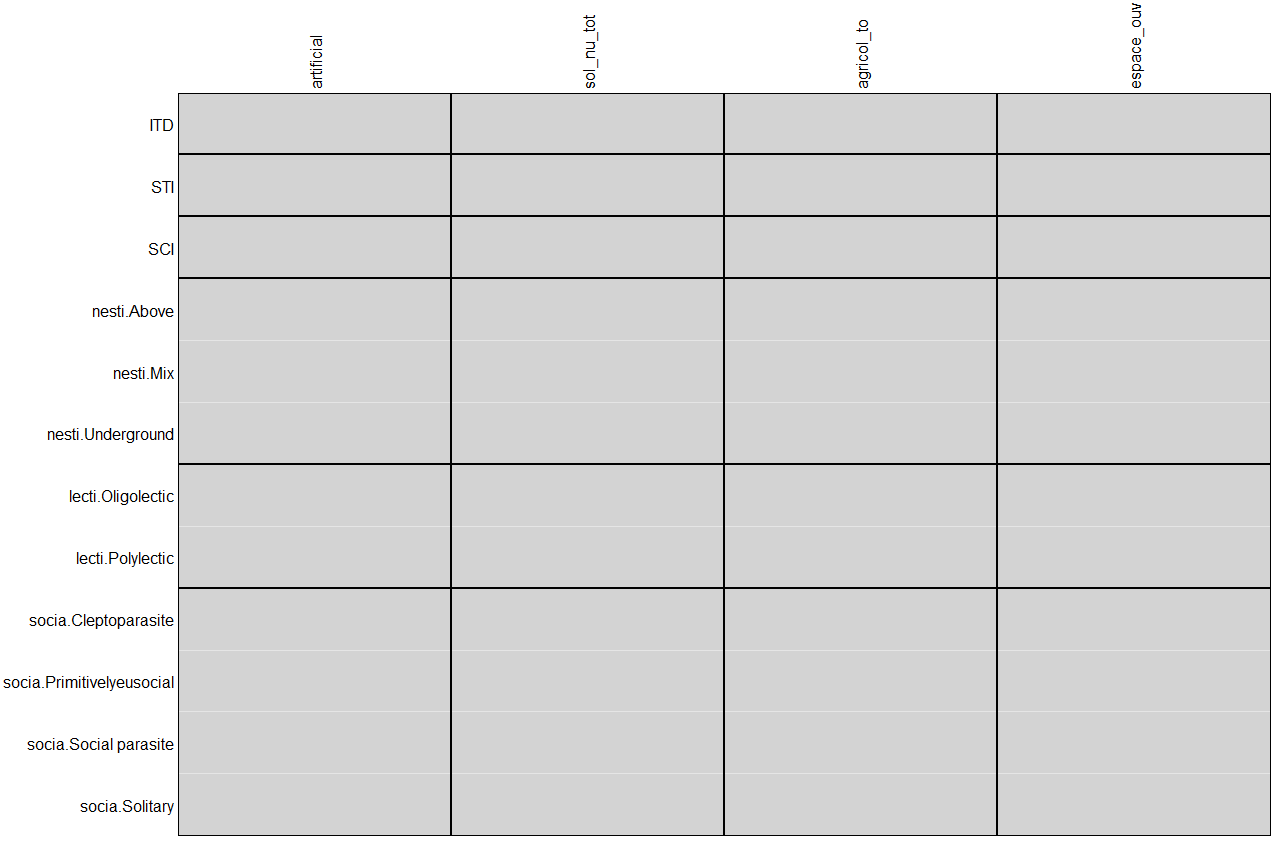 artificial
sol_nu_tot
agricol_to
espace_ouv
ITD
STI
SCI
nesti.Above
nesti.Mix
nesti.Underground
lecti.Oligolectic
lecti.Polylectic
socia.Cleptoparasite
socia.Primitivelyeusocial
socia.Social parasite
socia.Solitary